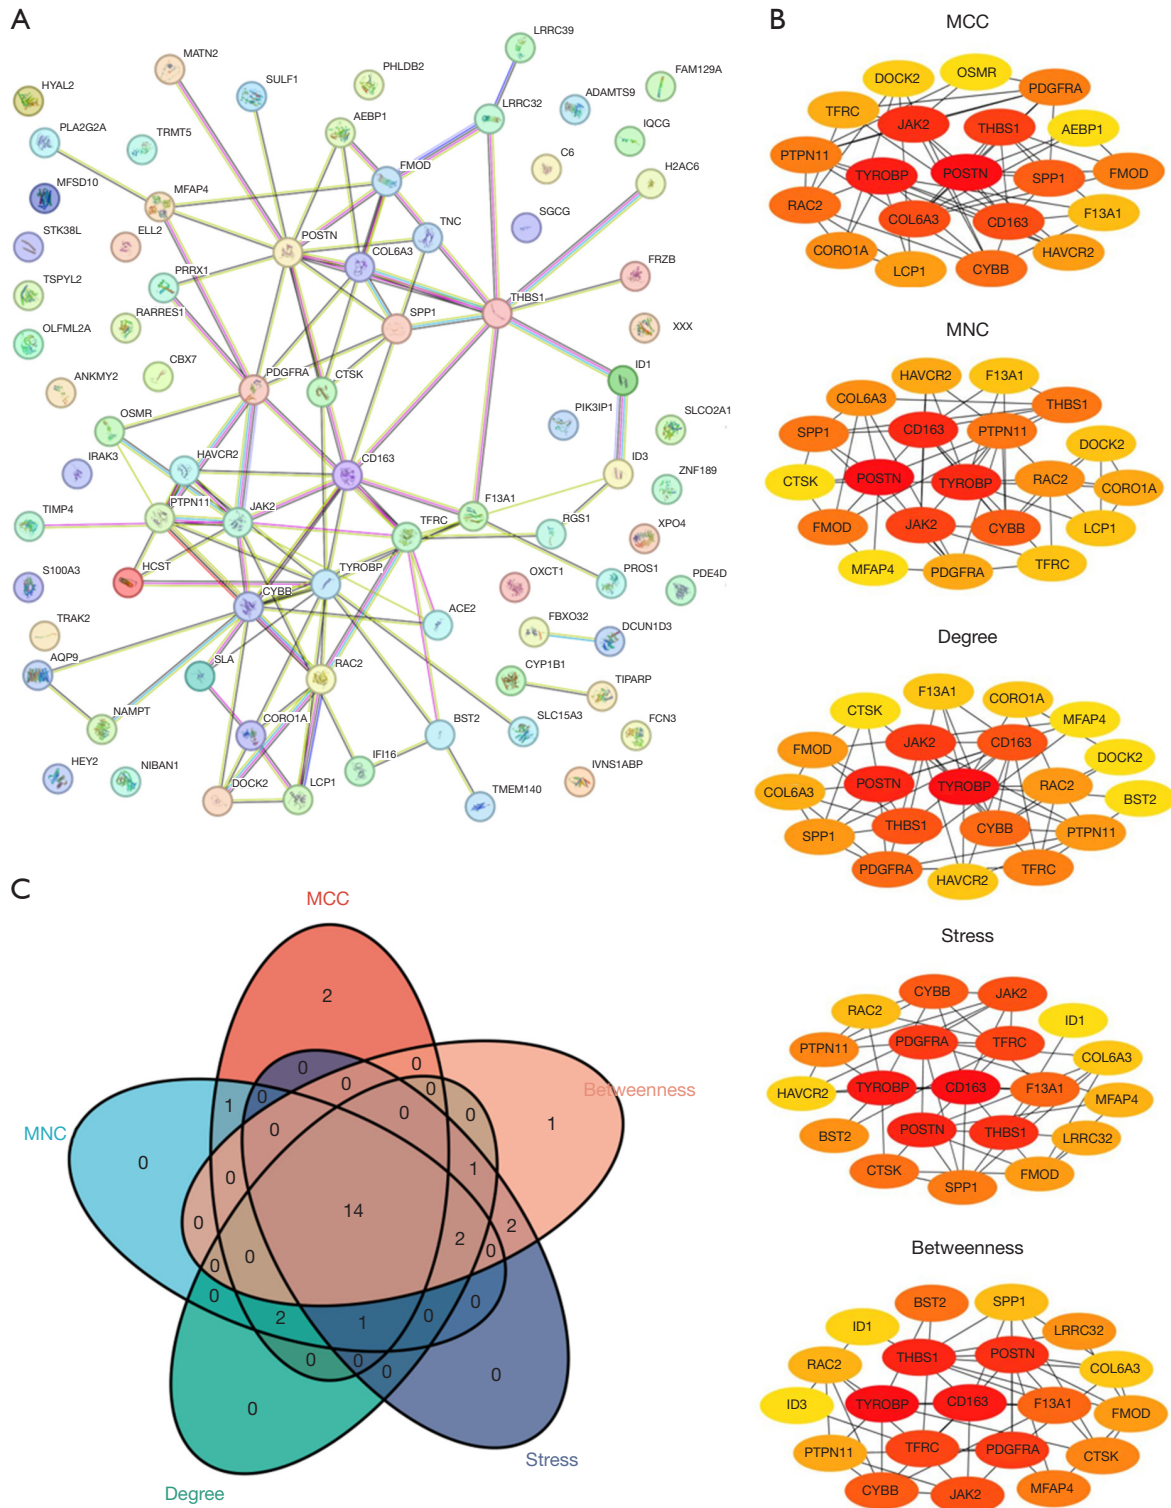 A
LRRC39
MATN2
PHLDB2
FAM129A
HYAL2
SULF1
ADAMTS9
LRRC32
PLA2G2A
AEBP1
TRMT5
IQCG
FMOD
C6
H2AC6
MFSD10
MFAP4
TNC
SGCG
STK38L
ELL2
POSTN
COL6A3
FRZB
PRRX1
TSPYL2
THBS1
RARRES1
SPP1
XXX
OLFML2A
CBX7
PDGFRA
CTSK
ID1
ANKMY2
OSMR
PIK3IP1
SLCO2A1
HAVCR2
CD163
ID3
IRAK3
ZNF189
PTPN11
JAK2
F13A1
TIMP4
TFRC
RGS1
XPO4
HCST
TYROBP
S100A3
OXCT1
PROS1
PDE4D
CYBB
ACE2
TRAK2
FBXO32
DCUN1D3
AQP9
SLA
RAC2
CYP1B1
TIPARP
NAMPT
CORO1A
BST2
SLC15A3
FCN3
IFI16
HEY2
NIBAN1
DOCK2
LCP1
IVNS1ABP
TMEM140
B
MCC
DOCK2
OSMR
PDGFRA
TFRC
JAK2
THBS1
AEBP1
PTPN11
TYROBP
POSTN
SPP1
FMOD
RAC2
COL6A3
CD163
F13A1
CORO1A
LCP1
CYBB
HAVCR2
MNC
HAVCR2
F13A1
COL6A3
THBS1
SPP1
CD163
PTPN11
DOCK2
CTSK
POSTN
TYROBP
RAC2
CORO1A
FMOD
JAK2
CYBB
LCP1
MFAP4
PDGFRA
TFRC
Degree
F13A1
CORO1A
CTSK
MFAP4
FMOD
JAK2
CD163
DOCK2
COL6A3
POSTN
TYROBP
RAC2
BST2
SPP1
THBS1
CYBB
PTPN11
PDGFRA
HAVCR2
TFRC
Stress
CYBB
JAK2
RAC2
ID1
PTPN11
PDGFRA
TFRC
COL6A3
HAVCR2
TYROBP
CD163
F13A1
MFAP4
BST2
POSTN
THBS1
LRRC32
CTSK
SPP1
FMOD
Betweenness
BST2
SPP1
ID1
LRRC32
RAC2
THBS1
POSTN
COL6A3
ID3
TYROBP
CD163
F13A1
FMOD
PTPN11
TFRC
PDGFRA
CTSK
CYBB
JAK2
MFAP4
C
MCC
2
Betweenness
0
0
0
0
0
1
0
0
0
1
MNC
0
1
0
14
0
2
2
0
0
0
0
2
1
0
0
0
0
0
0
0
Stress
Degree